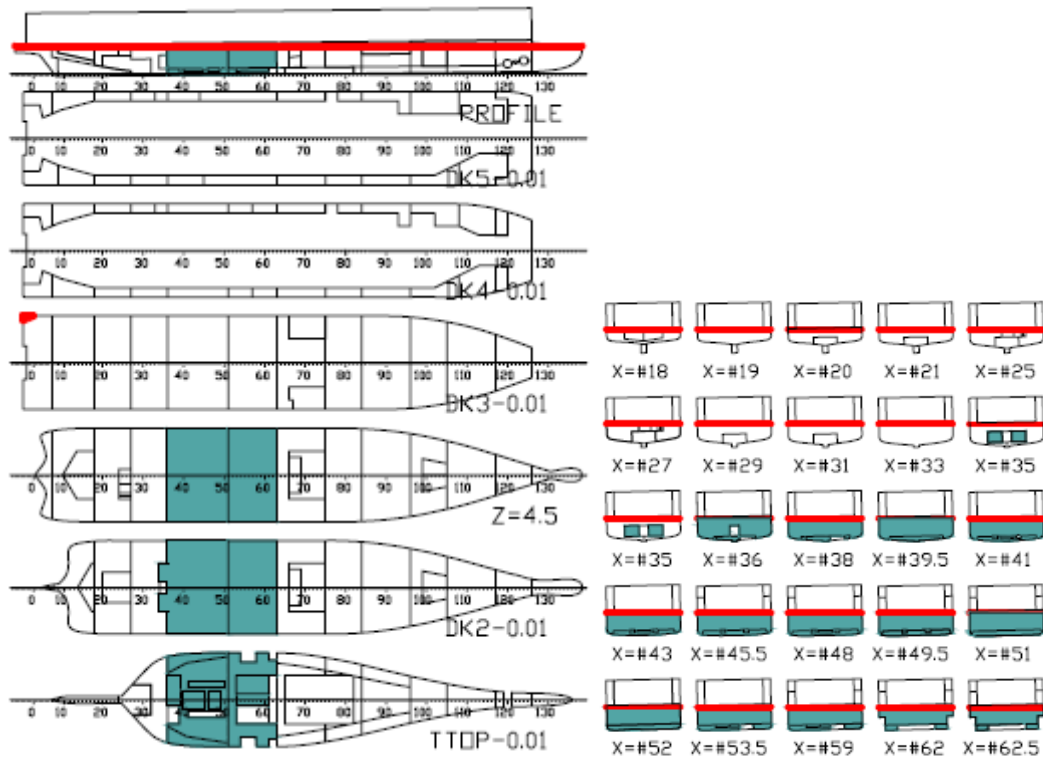 0 10 20 30 40 50 60 70 80 90 100 110 120 130
PROFILE
0 10 20 30 40 50 60 70 80 90 100 110 120 130
DK5-0.01
0 10 20 30 40 50 60 70 80 90 100 110 120 130
DK4-0.01
0 10 20 30 40 50 60 70 80 90 100 110 120 130
DK3-0.01
0 10 20 30 40 50 60 70 80 90 100 110 120 130
Z=4.5
0 10 20 30 40 50 60 70 80 90 100 110 120 130
DK2-0.01
0 10 20 30 40 50 60 70 80 90 100 110 120 130
TTOP-0.01
X=#18 X=#19 X=#20 X=#21 X=#25
X=#27 X=#29 X=#31 X=#33 X=#35
X=#35 X=#36 X=#38 X=#39.5 X=#41
X=#43 X=#45.5 X=#48 X=#49.5 X=#51
X=#52 X=#53.5 X=#59 X=#62 X=#62.5